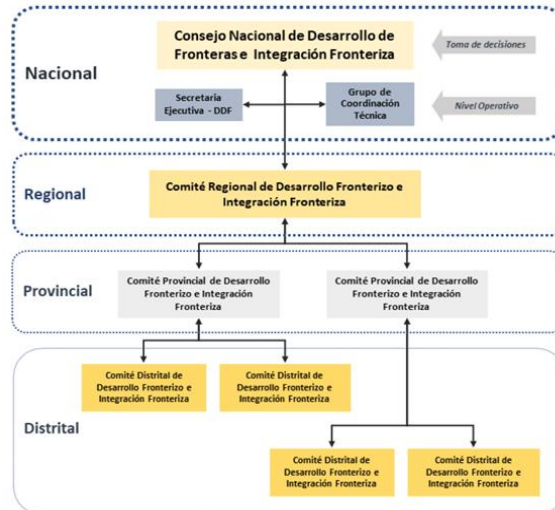 Consejo Nacional de Desarrollo de
Fronteras e Integración Fronteriza
Toma de decisiones
Nacional
Secretaria
Ejecutiva - DDF
Grupo de
Coordinación
Técnica
Nivel Operativo
Regional
Comité Regional de Desarrollo Fronterizo e
Integración Fronteriza
Provincial
Comité Provincial de Desarrollo
Fronterizo e Integración
Fronteriza
Comité Provincial de Desarrollo
Fronterizo e Integración
Fronteriza
Distrital
Comité Distrital de
Desarrollo Fronterizo e
Integración Fronteriza
Comité Distrital de
Desarrollo Fronterizo e
Integración Fronteriza
Comité Distrital de
Desarrollo Fronterizo e
Integración Fronteriza
Comité Distrital de
Desarrollo Fronterizo e
Integración Fronteriza